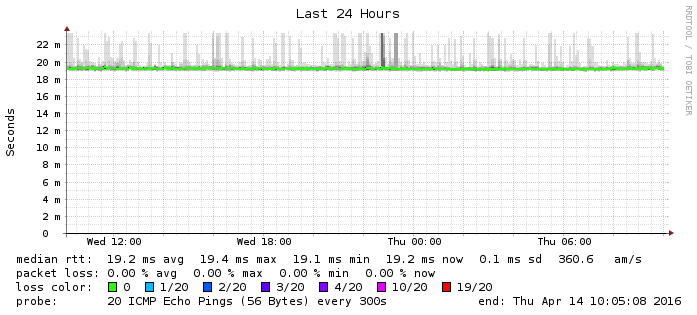 Last 24 Hours
RRDTOOL / TOBI OETIKER
Seconds
22 m
20 m
18 m
16 m
14 m
12 m
10 m
8 m
6 m
4 m
2 m
0
Wed 12:00 Wed 18:00 Thu 00:00 Thu 06:00
median rtt: 19.2 ms avg 19.4 ms max 19.1 ms min 19.2 ms now 0.1 ms sd 360.6 am/s
packet loss: 0.00 % avg 0.00 % max 0.00 % min 0.00 % now
loss color: 0 1/20 2/20 3/20 4/20 10/20 19/20
probe: 20 ICMP Echo Pings (56 Bytes) every 300s end: Thu Apr 14 10:05:08 2016